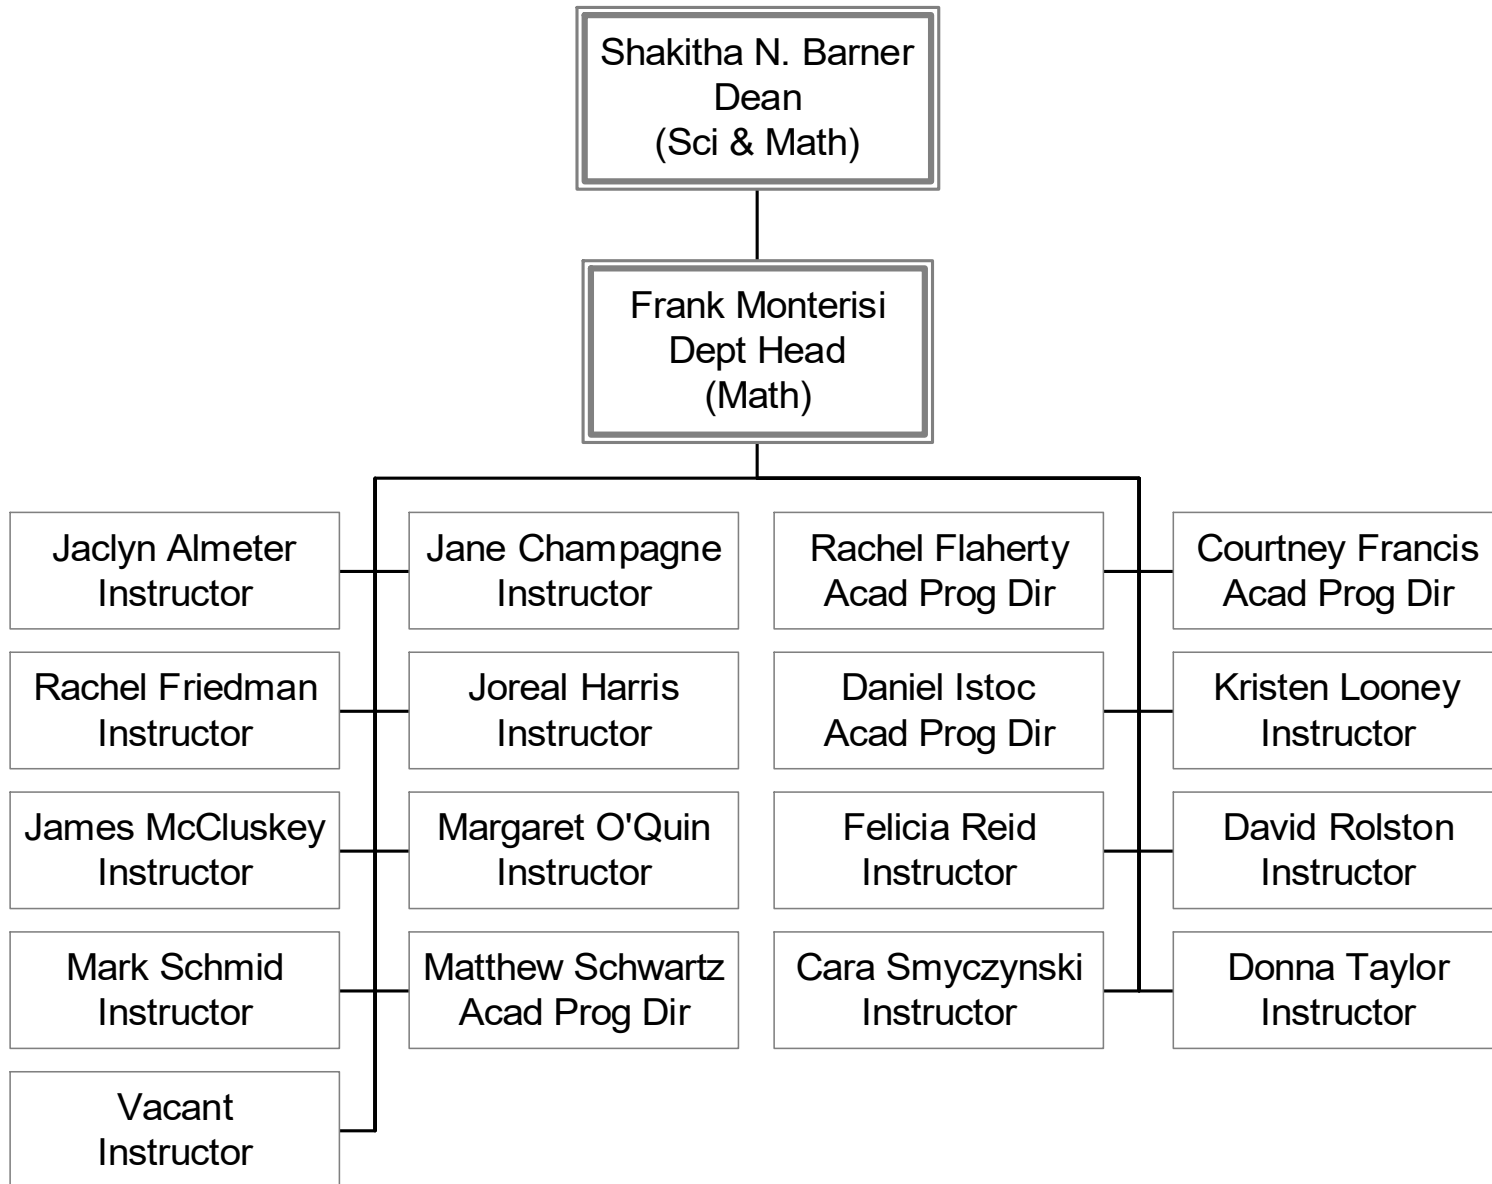 Shakitha N. Barner
Dean
(Sci & Math)
Frank Monterisi
Dept Head
(Math)
Jaclyn Almeter
Instructor
Jane Champagne
Instructor
Rachel Flaherty
Acad Prog Dir
Courtney Francis
Acad Prog Dir
Rachel Friedman
Instructor
Joreal Harris
Instructor
Daniel Istoc
Acad Prog Dir
Kristen Looney
Instructor
James McCluskey
Instructor
Margaret O'Quin
Instructor
Felicia Reid
Instructor
David Rolston
Instructor
Mark Schmid
Instructor
Matthew Schwartz
Acad Prog Dir
Cara Smyczynski
Instructor
Donna Taylor
Instructor
Vacant
Instructor